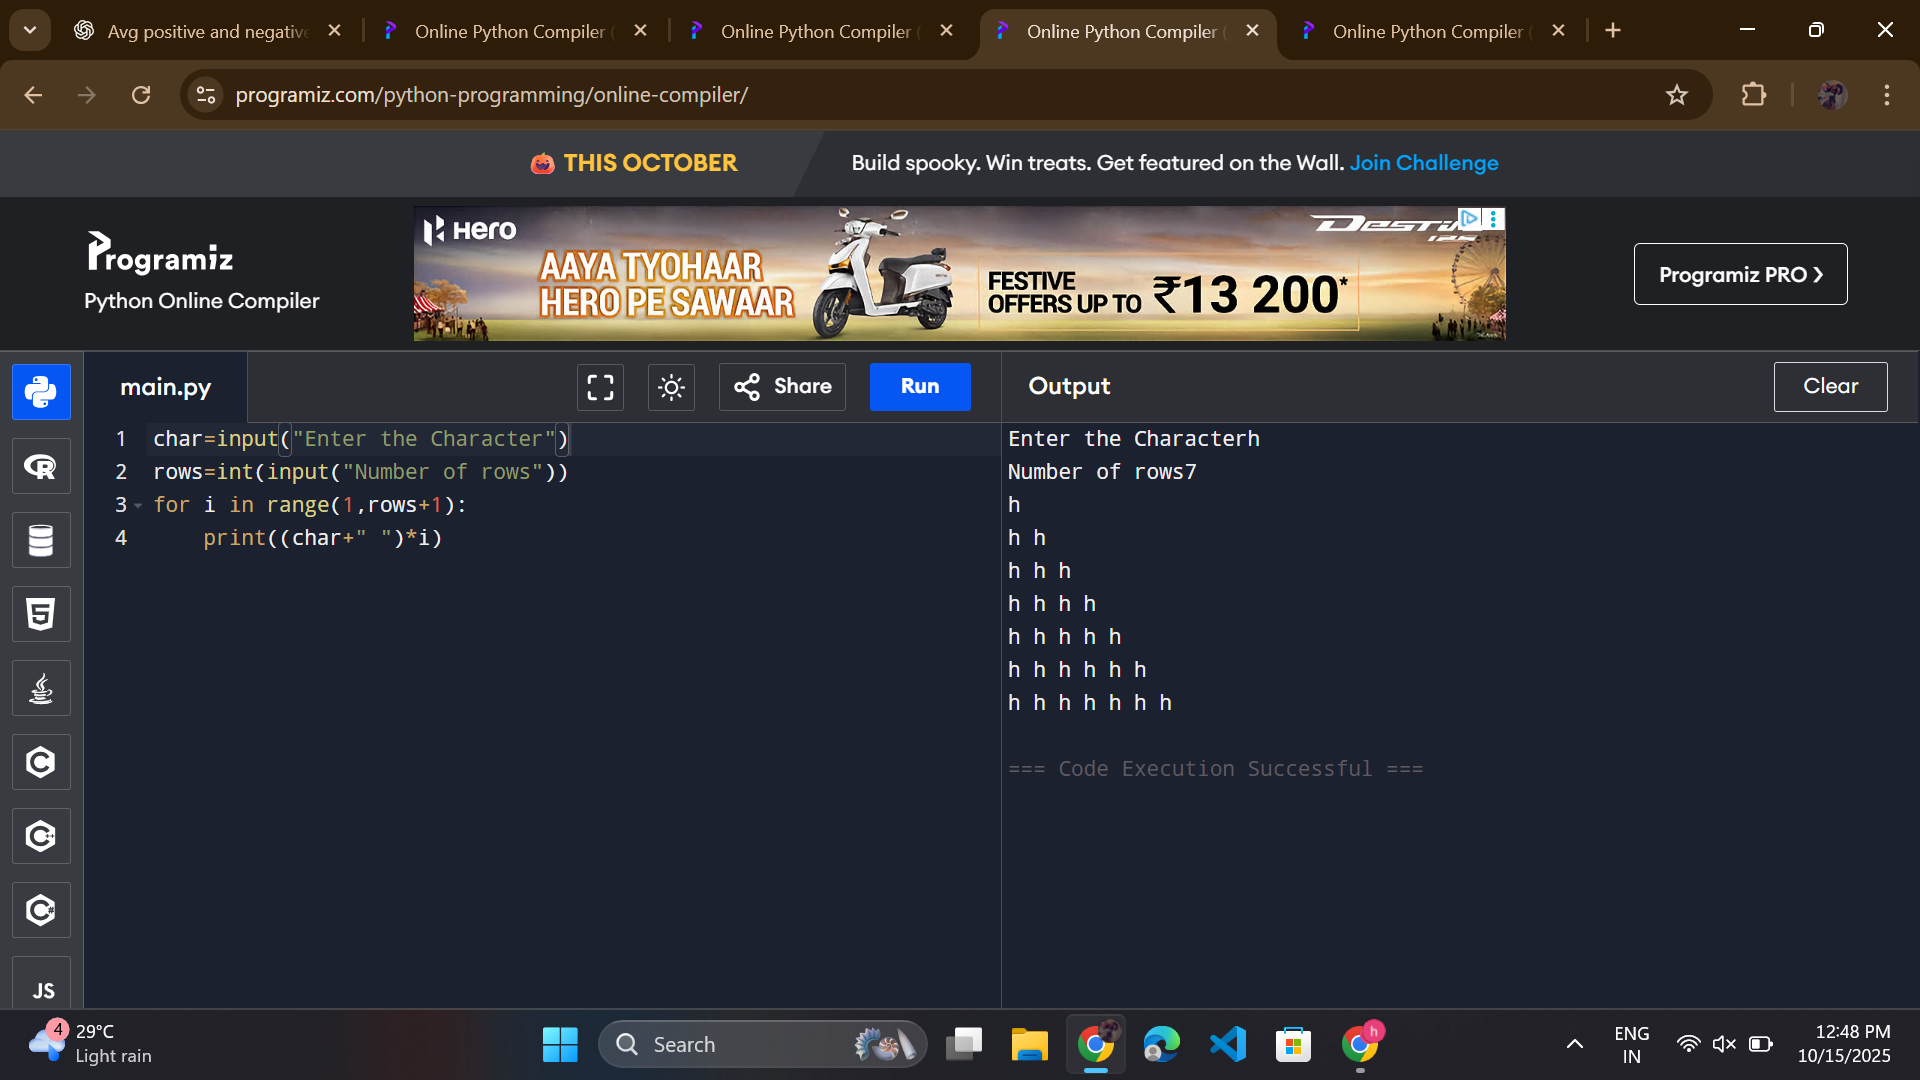 Avg positive and negative
Online Python Compiler (
Online Python Compiler (
Online Python Compiler (
Online Python Compiler (
programiz.com/python-programming/online-compiler/
THIS OCTOBER
Build spooky. Win treats. Get featured on the Wall. Join Challenge
Programiz
Python Online Compiler
Hero
AAYA TYOHAAR
HERO PE SAWAAR
FESTIVE
OFFERS UP TO ₹13 200*
125
Programiz PRO ❯
main.py
Share
Run
Output
Clear
1 char=input("Enter the Character")
2 rows=int(input("Number of rows"))
3 for i in range(1,rows+1):
4     print((char+" ")*i)
Enter the Characterh
Number of rows7
h
h h
h h h
h h h h
h h h h h
h h h h h h
h h h h h h h
=== Code Execution Successful ===
R
5
C
C++
C#
JS
4
29°C
Light rain
Search
h
ENG
IN
12:48 PM
10/15/2025